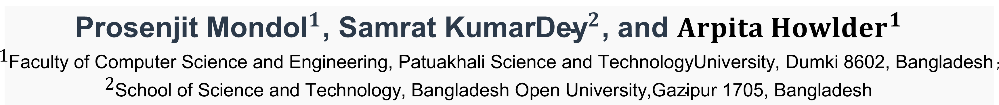 Prosenjit Mondol¹, Samrat KumarDey², and Arpita Howlder¹
¹Faculty of Computer Science and Engineering, Patuakhali Science and TechnologyUniversity, Dumki 8602, Bangladesh;
²School of Science and Technology, Bangladesh Open University,Gazipur 1705, Bangladesh